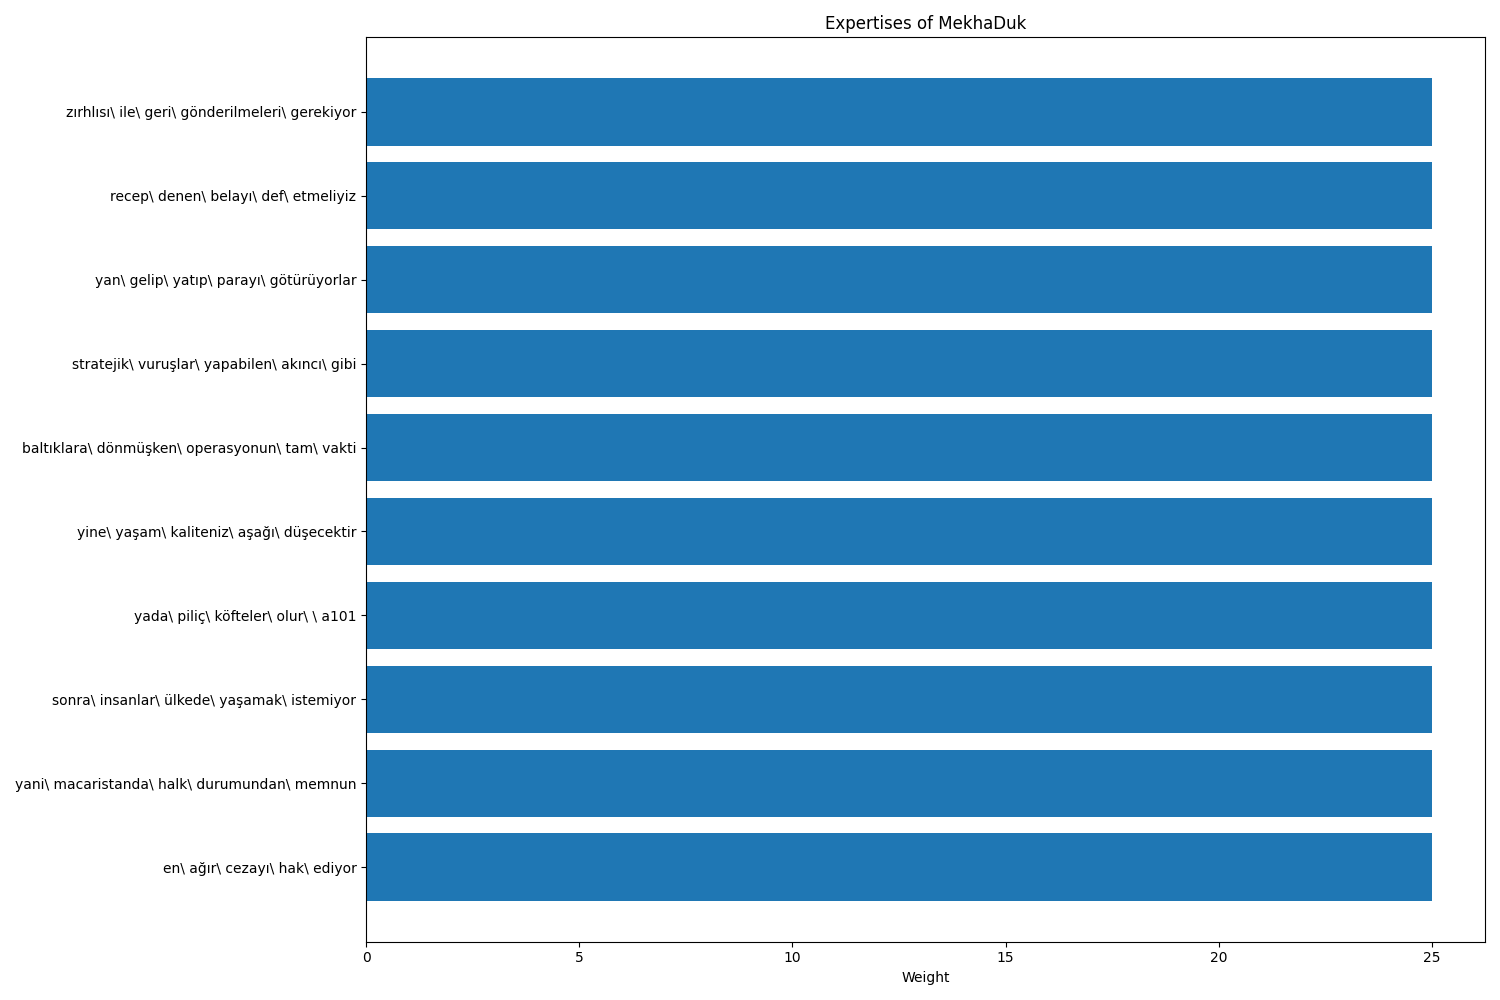 Expertises of MekhaDuk
zırhlısı\ ile\ geri\ gönderilmeleri\ gerekiyor
recep\ denen\ belayı\ def\ etmeliyiz
yan\ gelip\ yatıp\ parayı\ götürüyorlar
stratejik\ vuruşlar\ yapabilen\ akıncı\ gibi
baltıklara\ dönmüşken\ operasyonun\ tam\ vakti
yine\ yaşam\ kaliteniz\ aşağı\ düşecektir
yada\ piliç\ köfteler\ olur\ \ a101
sonra\ insanlar\ ülkede\ yaşamak\ istemiyor
yani\ macaristanda\ halk\ durumundan\ memnun
en\ ağır\ cezayı\ hak\ ediyor
0 5 10 15 20 25
Weight